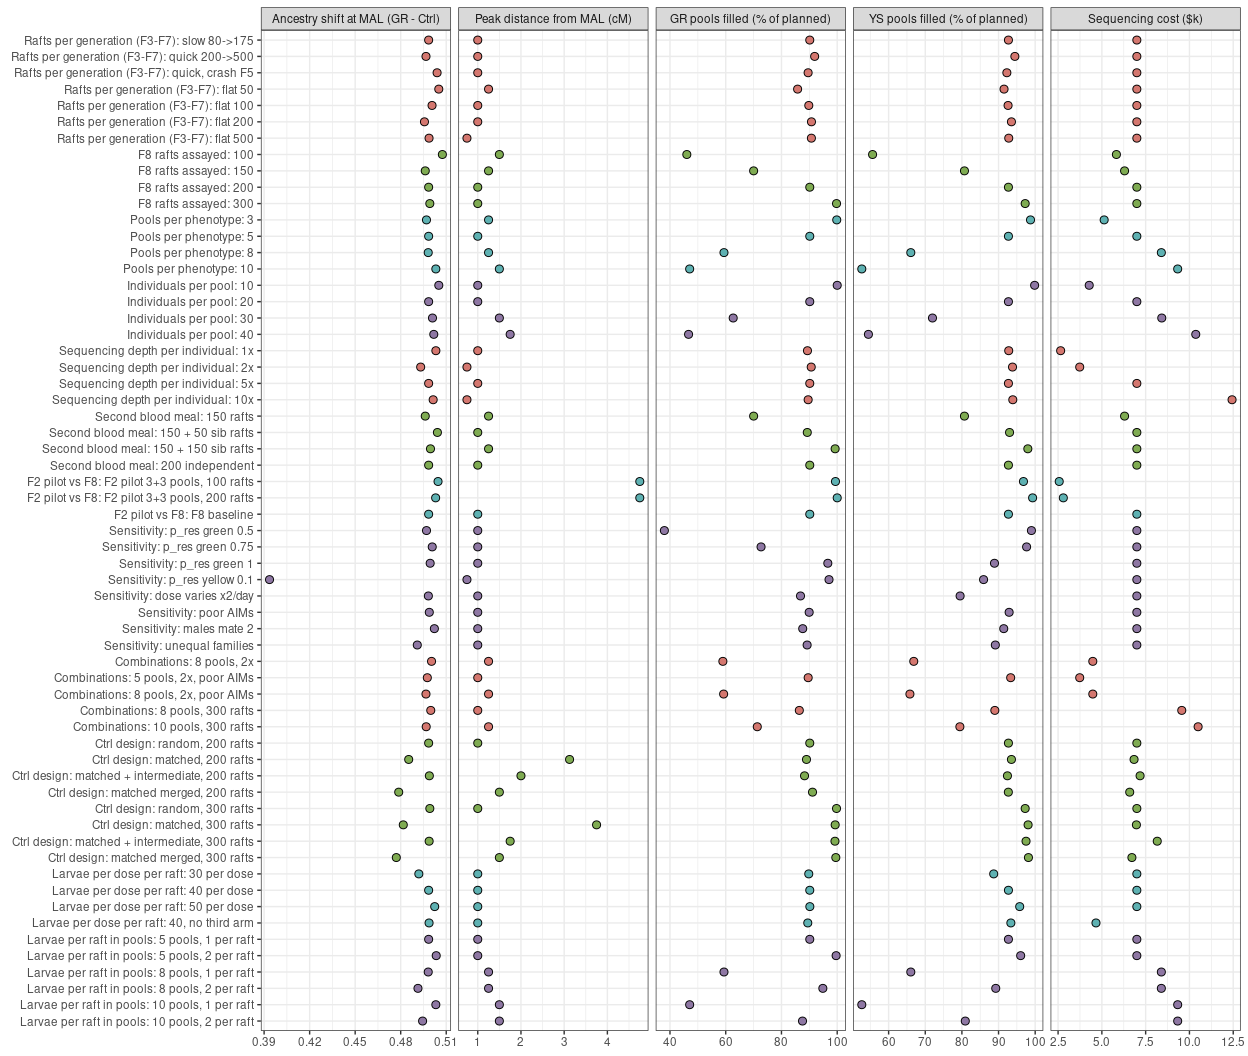 Ancestry shift at MAL (GR - Ctrl)
Peak distance from MAL (cM)
GR pools filled (% of planned)
YS pools filled (% of planned)
Sequencing cost ($k)
Rafts per generation (F3-F7): slow 80->175
Rafts per generation (F3-F7): quick 200->500
Rafts per generation (F3-F7): quick, crash F5
Rafts per generation (F3-F7): flat 50
Rafts per generation (F3-F7): flat 100
Rafts per generation (F3-F7): flat 200
Rafts per generation (F3-F7): flat 500
F8 rafts assayed: 100
F8 rafts assayed: 150
F8 rafts assayed: 200
F8 rafts assayed: 300
Pools per phenotype: 3
Pools per phenotype: 5
Pools per phenotype: 8
Pools per phenotype: 10
Individuals per pool: 10
Individuals per pool: 20
Individuals per pool: 30
Individuals per pool: 40
Sequencing depth per individual: 1x
Sequencing depth per individual: 2x
Sequencing depth per individual: 5x
Sequencing depth per individual: 10x
Second blood meal: 150 rafts
Second blood meal: 150 + 50 sib rafts
Second blood meal: 150 + 150 sib rafts
Second blood meal: 200 independent
F2 pilot vs F8: F2 pilot 3+3 pools, 100 rafts
F2 pilot vs F8: F2 pilot 3+3 pools, 200 rafts
F2 pilot vs F8: F8 baseline
Sensitivity: p_res green 0.5
Sensitivity: p_res green 0.75
Sensitivity: p_res green 1
Sensitivity: p_res yellow 0.1
Sensitivity: dose varies x2/day
Sensitivity: poor AIMs
Sensitivity: males mate 2
Sensitivity: unequal families
Combinations: 8 pools, 2x
Combinations: 5 pools, 2x, poor AIMs
Combinations: 8 pools, 2x, poor AIMs
Combinations: 8 pools, 300 rafts
Combinations: 10 pools, 300 rafts
Ctrl design: random, 200 rafts
Ctrl design: matched, 200 rafts
Ctrl design: matched + intermediate, 200 rafts
Ctrl design: matched merged, 200 rafts
Ctrl design: random, 300 rafts
Ctrl design: matched, 300 rafts
Ctrl design: matched + intermediate, 300 rafts
Ctrl design: matched merged, 300 rafts
Larvae per dose per raft: 30 per dose
Larvae per dose per raft: 40 per dose
Larvae per dose per raft: 50 per dose
Larvae per dose per raft: 40, no third arm
Larvae per raft in pools: 5 pools, 1 per raft
Larvae per raft in pools: 5 pools, 2 per raft
Larvae per raft in pools: 8 pools, 1 per raft
Larvae per raft in pools: 8 pools, 2 per raft
Larvae per raft in pools: 10 pools, 1 per raft
Larvae per raft in pools: 10 pools, 2 per raft
0.39 0.42 0.45 0.48 0.51
1 2 3 4
40 60 80 100
60 70 80 90 100
2.5 5.0 7.5 10.0 12.5